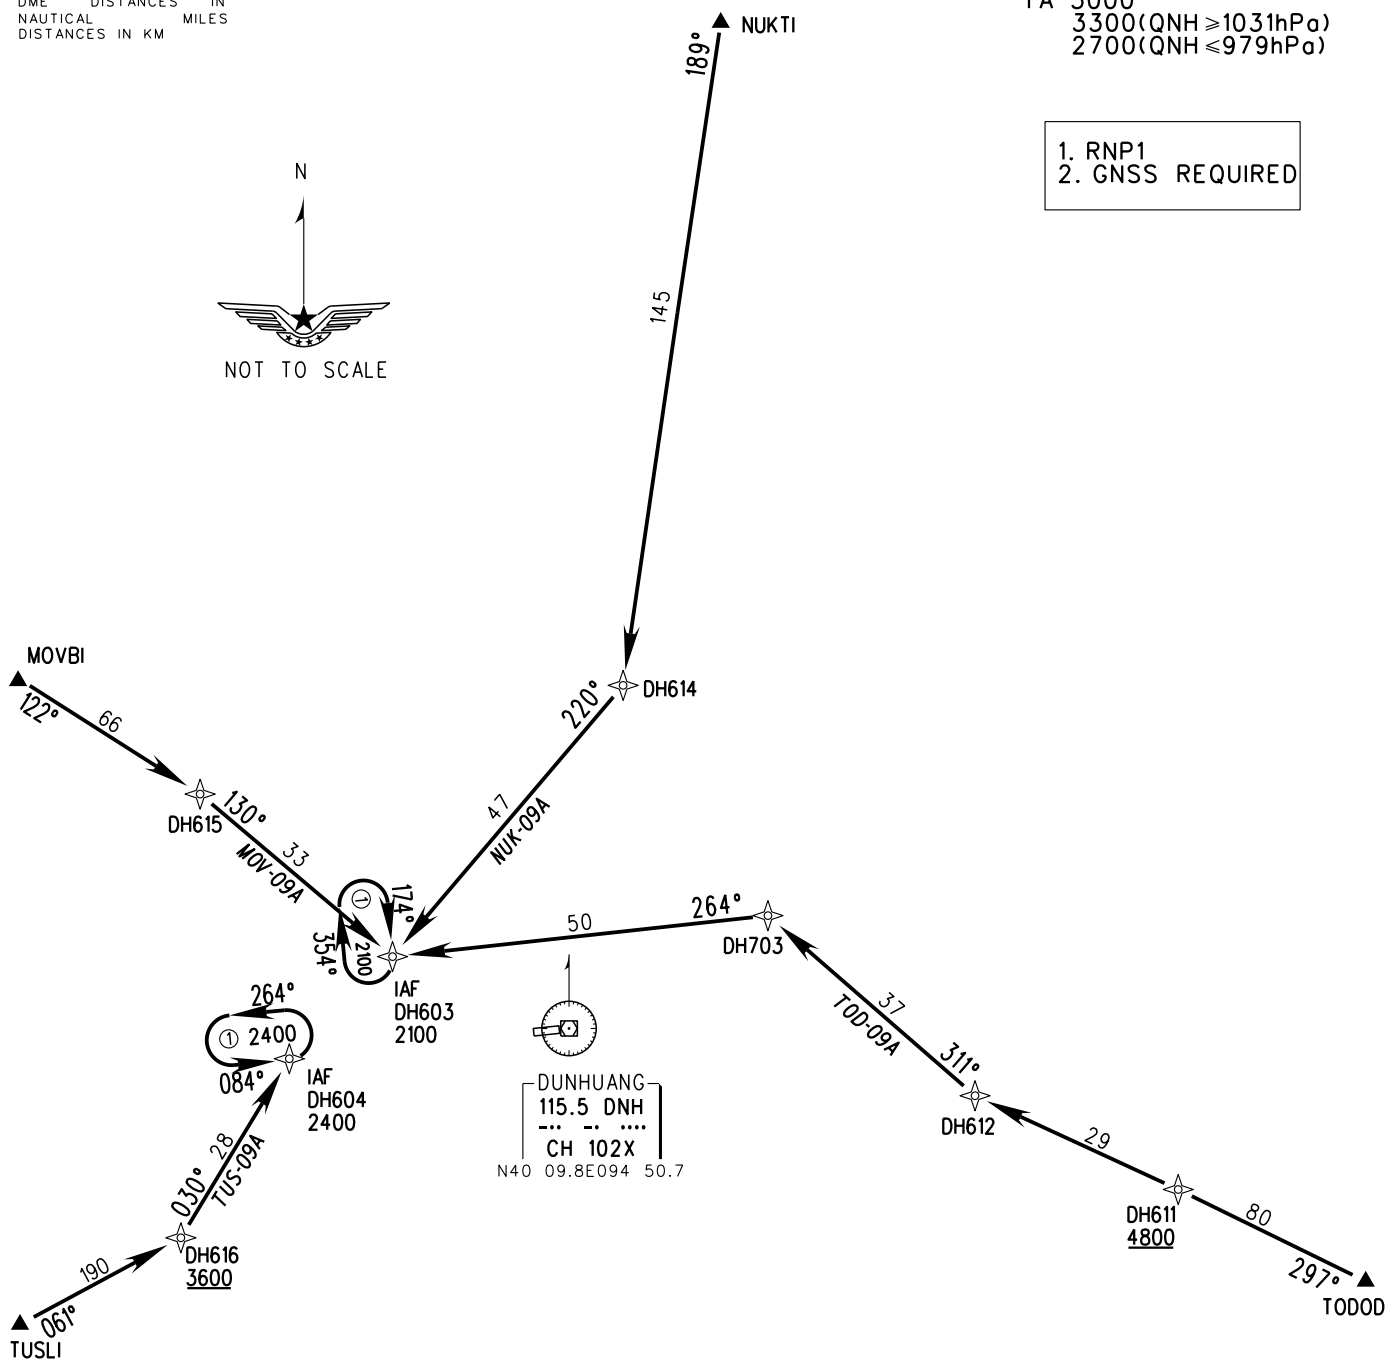 DME DISTANCES IN
NAUTICAL MILES
DISTANCES IN KM
TA 3000
3300(QNH ≥1031hPa)
2700(QNH ≤979hPa)
1. RNP1
2. GNSS REQUIRED
N
NOT TO SCALE
NUKTI
189°
145
DH614
220°
47
NUK-09A
MOVBI
122°
66
DH615
130°
33
MOV-09A
①
174°
354°
2100
IAF
DH603
2100
264°
50
DH703
37
TOD-09A
311°
DH612
29
DH611
4800
80
297°
TODOD
264°
① 2400
084°
IAF
DH604
2400
28
TUS-09A
030°
DH616
3600
190
061°
TUSLI
DUNHUANG
115.5 DNH
-·· -· ····
CH 102X
N40 09.8E094 50.7